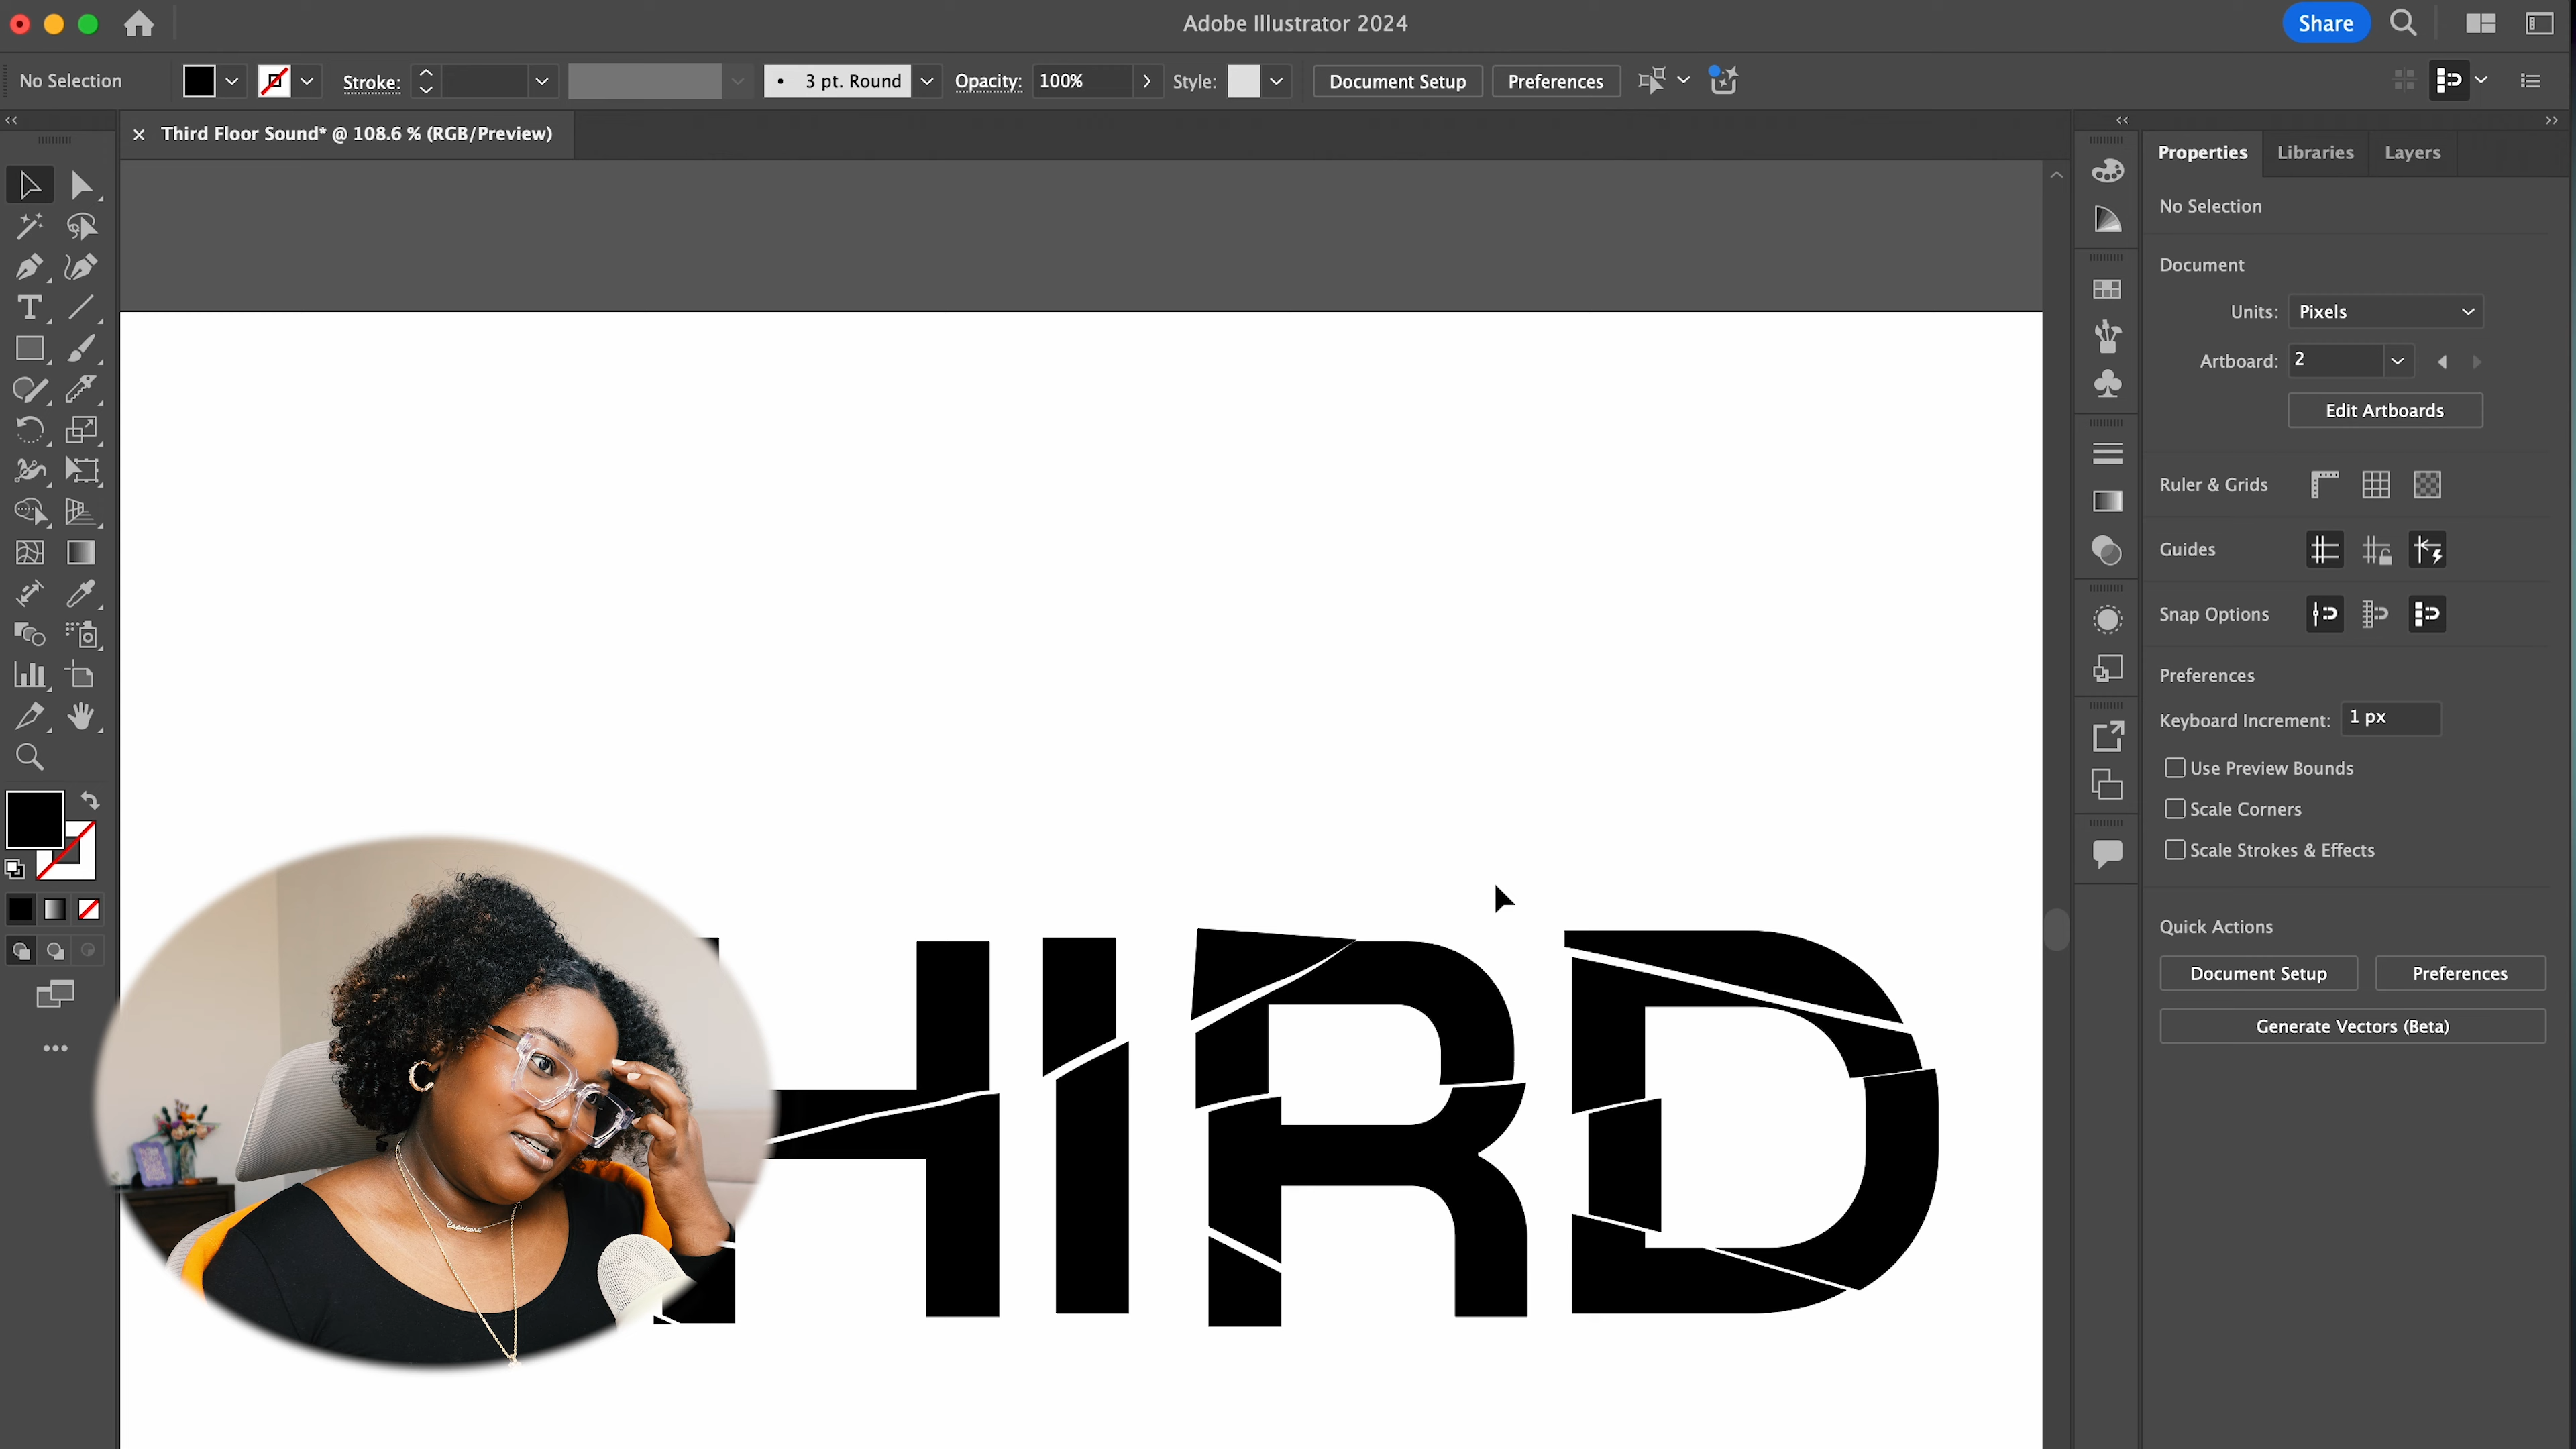 Adobe Illustrator 2024
Share
No Selection
Stroke:
3 pt. Round
Opacity: 100%
Style:
Document Setup
Preferences
× Third Floor Sound* @ 108.6 % (RGB/Preview)
Properties
Libraries
Layers
No Selection
Document
Units: Pixels
Artboard: 2
Edit Artboards
Ruler & Grids
Guides
Snap Options
Preferences
Keyboard Increment: 1 px
Use Preview Bounds
Scale Corners
Scale Strokes & Effects
Quick Actions
Document Setup
Preferences
Generate Vectors (Beta)
HIRD
Capricorn